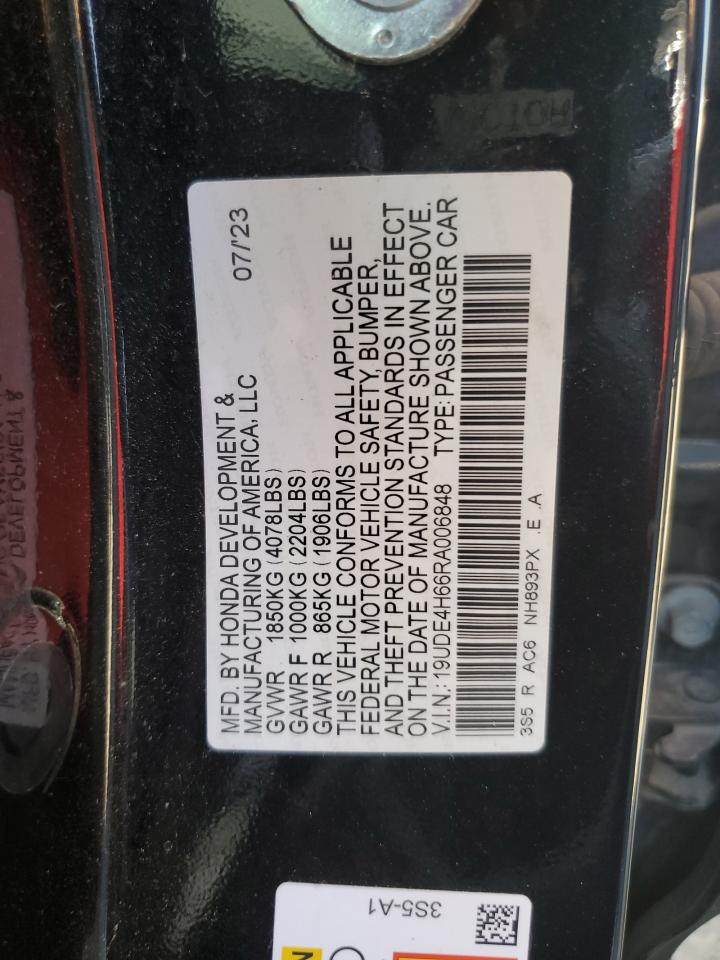 MFD. BY HONDA DEVELOPMENT & 07/'23
MANUFACTURING OF AMERICA, LLC
GVWR 1850KG (4078LBS)
GAWR F 1000KG (2204LBS)
GAWR R 865KG (1906LBS)
THIS VEHICLE CONFORMS TO ALL APPLICABLE
FEDERAL MOTOR VEHICLE SAFETY, BUMPER,
AND THEFT PREVENTION STANDARDS IN EFFECT
ON THE DATE OF MANUFACTURE SHOWN ABOVE.
V.I.N.: 19UDE4H66RA006848 TYPE: PASSENGER CAR
3S5 R AC6 NH893PX .E .A
3S5-A1